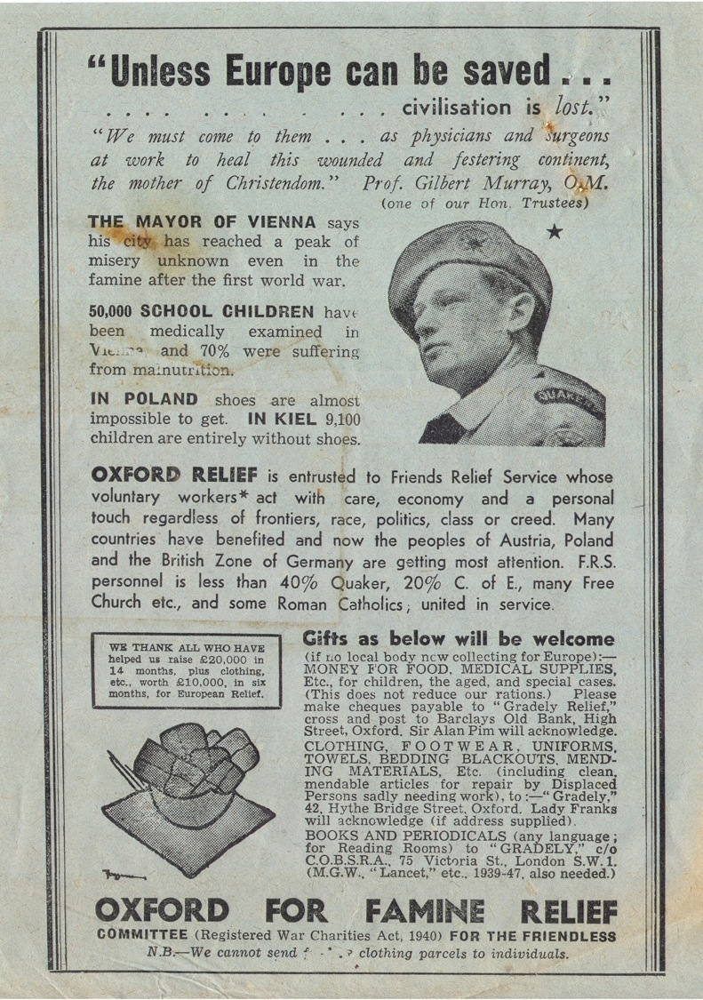 "Unless Europe can be saved . . .
. . . . . . . . . . . . civilisation is lost."
"We must come to them . . . as physicians and surgeons
at work to heal this wounded and festering continent,
the mother of Christendom." Prof. Gilbert Murray, O.M.
(one of our Hon. Trustees)
THE MAYOR OF VIENNA says
his city has reached a peak of
misery unknown even in the
famine after the first world war.
50,000 SCHOOL CHILDREN have
been medically examined in
Vienna and 70% were suffering
from malnutrition.
IN POLAND shoes are almost
impossible to get. IN KIEL 9,100
children are entirely without shoes.
★
QUAKER
OXFORD RELIEF is entrusted to Friends Relief Service whose
voluntary workers* act with care, economy and a personal
touch regardless of frontiers, race, politics, class or creed. Many
countries have benefited and now the peoples of Austria, Poland
and the British Zone of Germany are getting most attention. F.R.S.
personnel is less than 40% Quaker, 20% C. of E., many Free
Church etc., and some Roman Catholics; united in service.
WE THANK ALL WHO HAVE
helped us raise £20,000 in
14 months, plus clothing,
etc., worth £10,000, in six
months, for European Relief.
Gifts as below will be welcome
(if no local body now collecting for Europe):—
MONEY FOR FOOD, MEDICAL SUPPLIES,
Etc., for children, the aged, and special cases.
(This does not reduce our rations.) Please
make cheques payable to "Gradely Relief,"
cross and post to Barclays Old Bank, High
Street, Oxford. Sir Alan Pim will acknowledge.
CLOTHING, FOOTWEAR, UNIFORMS,
TOWELS, BEDDING BLACKOUTS, MEND-
ING MATERIALS, Etc. (including clean,
mendable articles for repair by Displaced
Persons sadly needing work), to :—"Gradely,"
42, Hythe Bridge Street, Oxford. Lady Franks
will acknowledge (if address supplied).
BOOKS AND PERIODICALS (any language;
for Reading Rooms) to "GRADELY," c/o
C.O.B.S.R.A., 75 Victoria St., London S.W.1.
(M.G.W., "Lancet," etc., 1939-47, also needed.)
OXFORD FOR FAMINE RELIEF
COMMITTEE (Registered War Charities Act, 1940) FOR THE FRIENDLESS
N.B.—We cannot send clothing parcels to individuals.